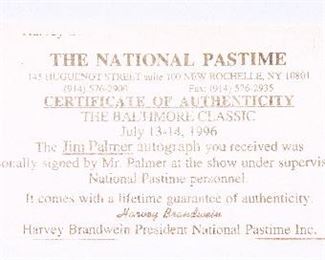 THE NATIONAL PASTIME
145 HUGUENOT STREET suite 100 NEW ROCHELLE, NY 10801
(914) 576-2900 Fax: (914) 576-2935
CERTIFICATE OF AUTHENTICITY
THE BALTIMORE CLASSIC
July 13-14, 1996
The Jim Palmer autograph you received was
sonally signed by Mr. Palmer at the show under supervis
National Pastime personnel.
It comes with a lifetime guarantee of authenticity.
Harvey Brandwein
Harvey Brandwein President National Pastime Inc.